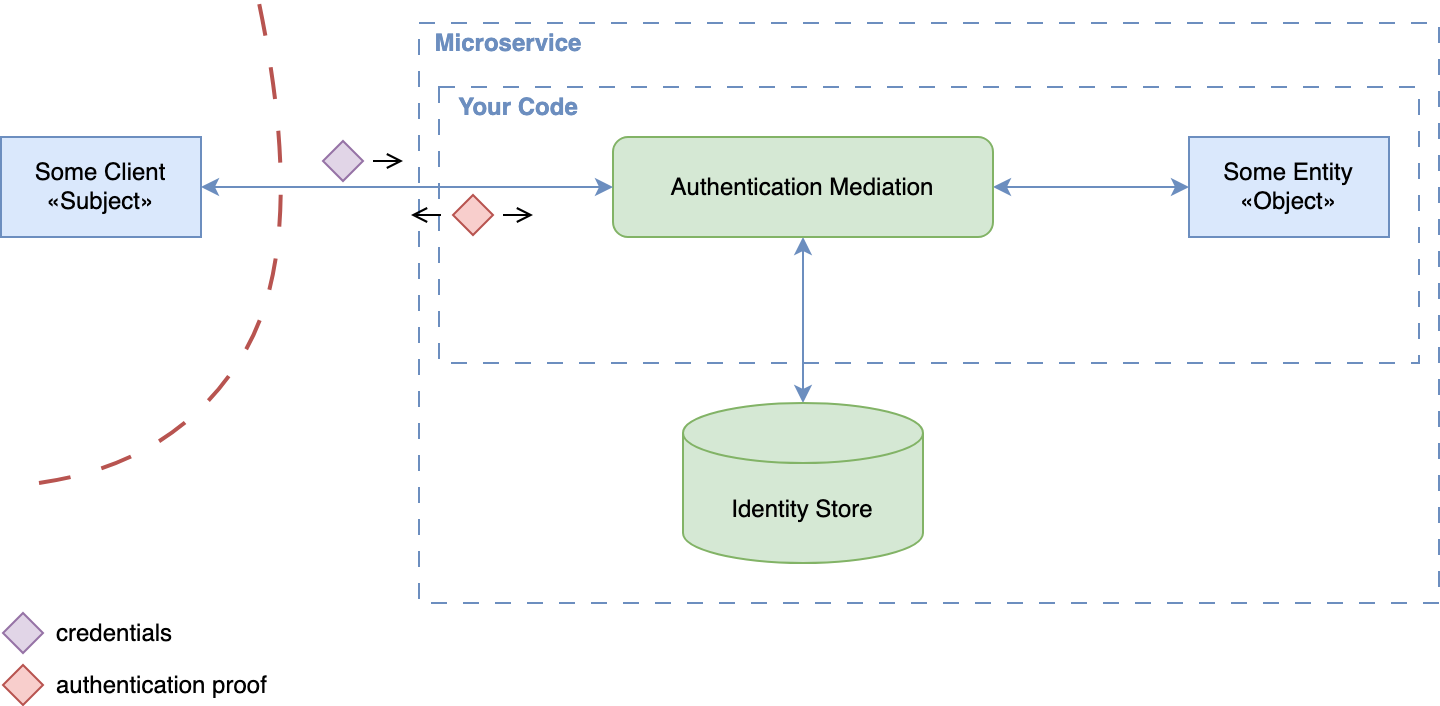 Microservice
Your Code
Some Client
«Subject»
Authentication Mediation
Some Entity
«Object»
Identity Store
credentials
authentication proof